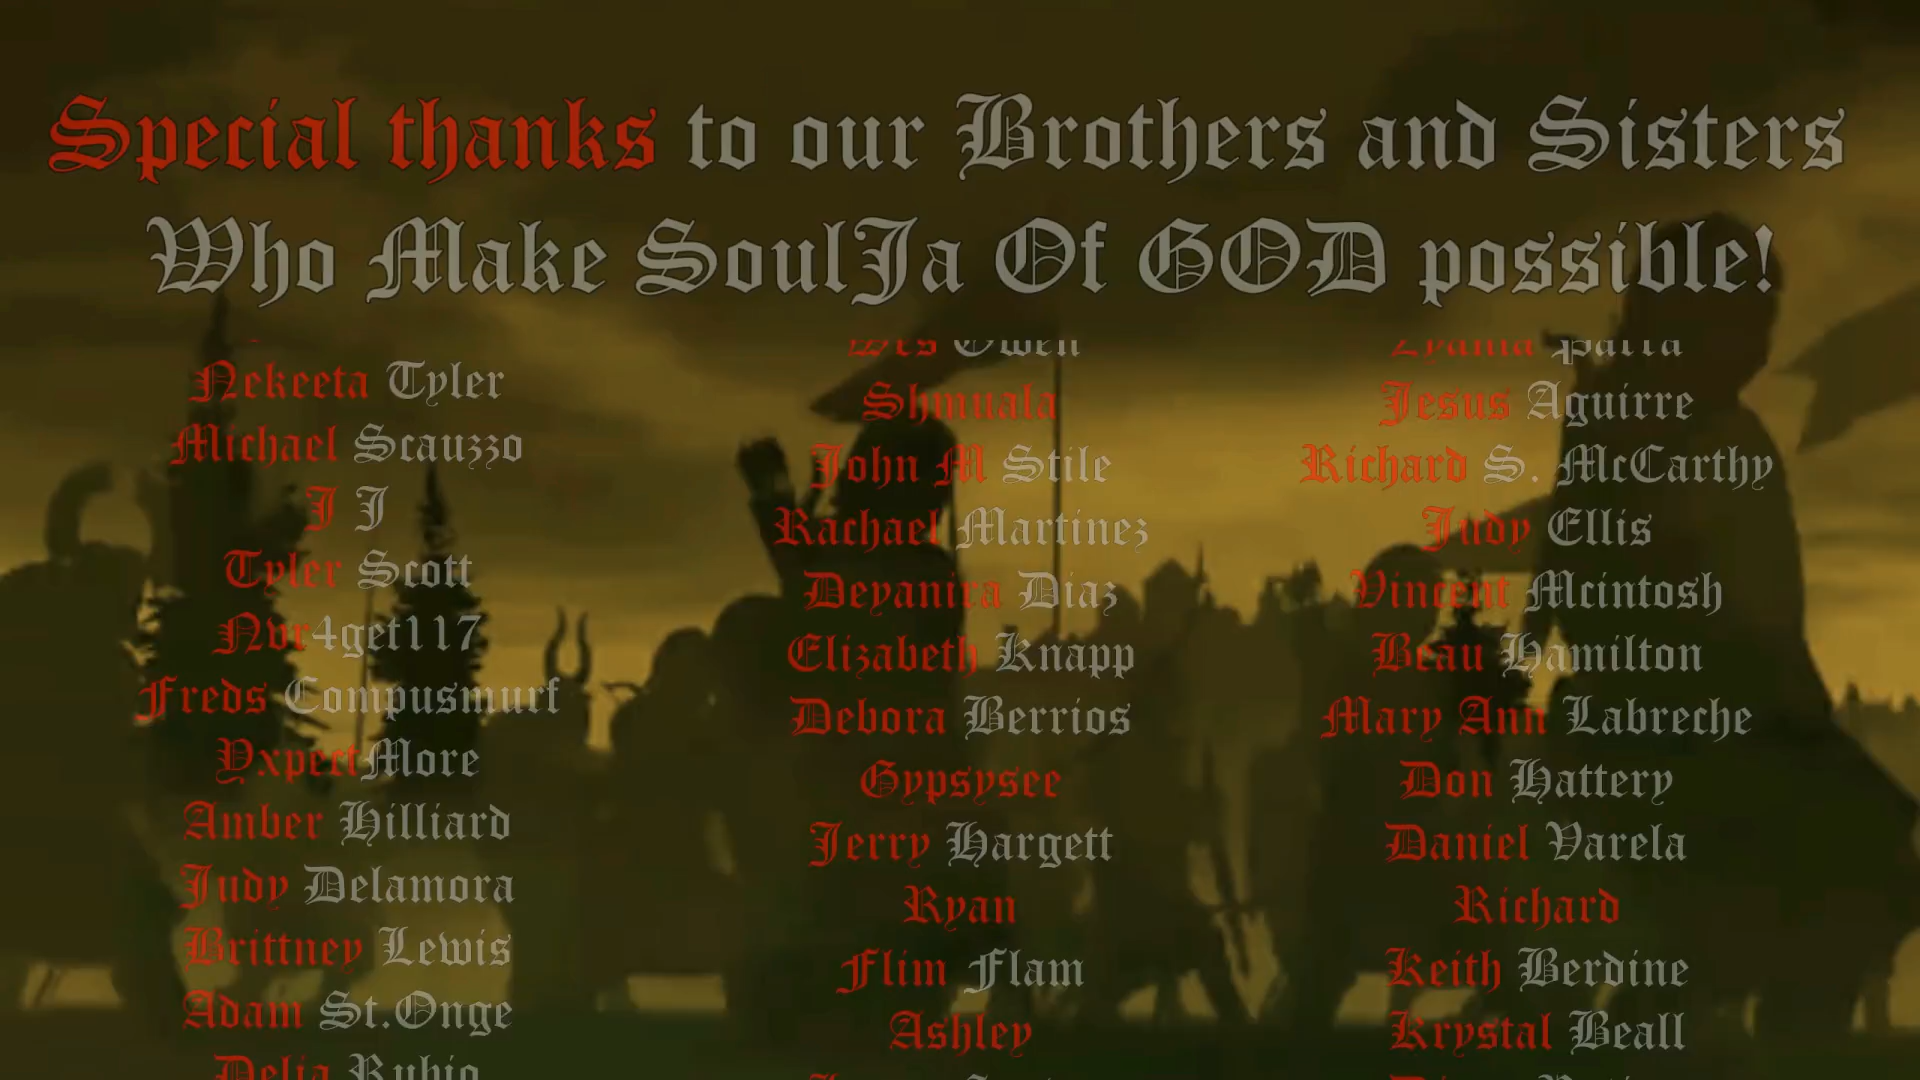 Special thanks to our Brothers and Sisters
Who Make SoulJa Of GOD possible!
Nekeeta Tyler
Michael Scauzzo
J J
Tyler Scott
Nvr4get117
Freds Compusmurf
YxpectMore
Amber Hilliard
Judy Delamora
Brittney Lewis
Adam St.Onge
Delia Rubio
Owen
Shmuala
John M Stile
Rachael Martinez
Deyanira Diaz
Elizabeth Knapp
Debora Berrios
Gypsysee
Jerry Hargett
Ryan
Flim Flam
Ashley
Jesus Aguirre
Richard S. McCarthy
Judy Ellis
Vincent Mcintosh
Beau Hamilton
Mary Ann Labreche
Don Hattery
Daniel Varela
Richard
Keith Berdine
Krystal Beall